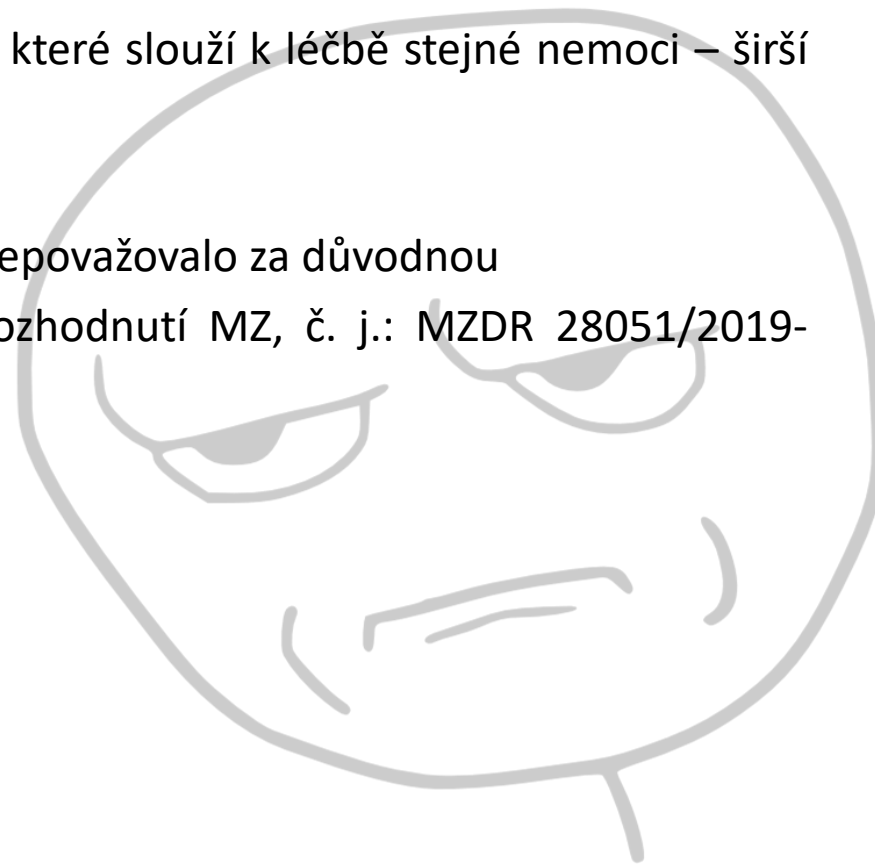 které slouží k léčbě stejné nemoci – širší
epovažovalo za důvodnou
ozhodnutí MZ, č. j.: MZDR 28051/2019-